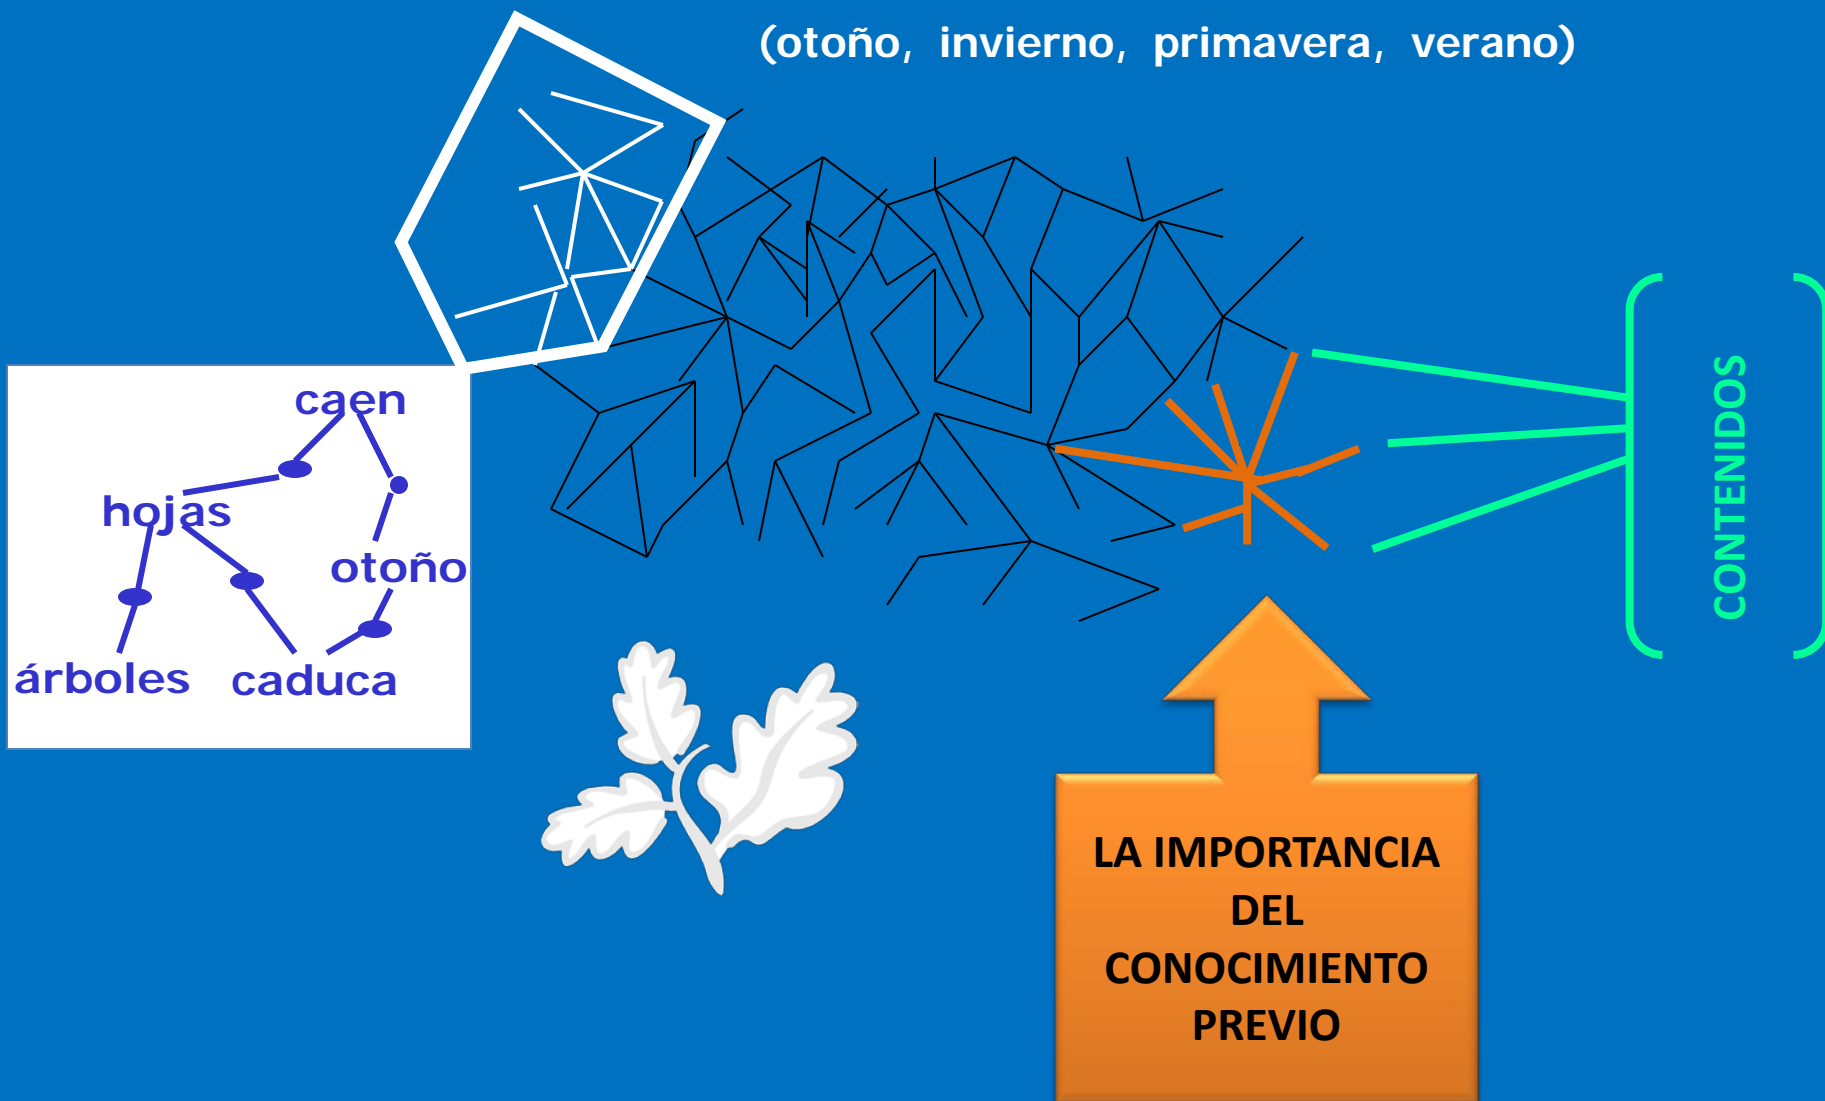 (otoño, invierno, primavera, verano)
caen
hojas
otoño
árboles caduca
CONTENIDOS
LA IMPORTANCIA
DEL
CONOCIMIENTO
PREVIO